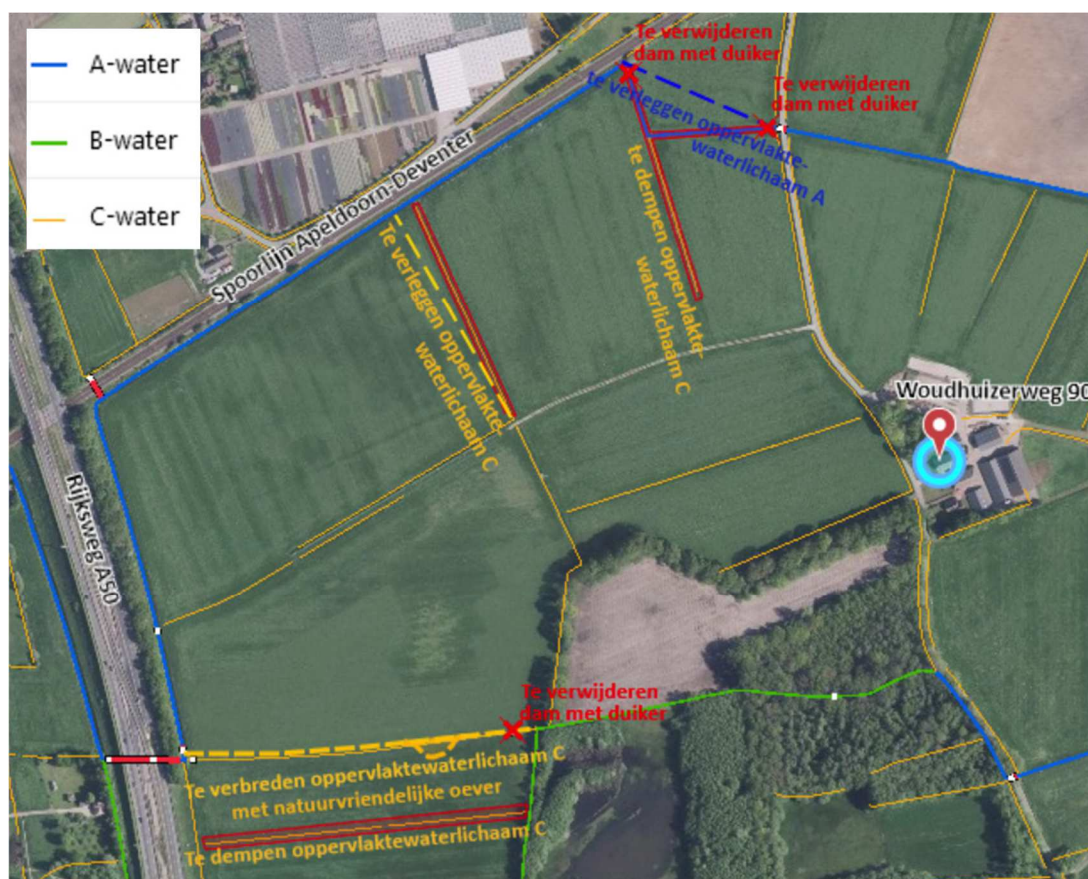 A-water
B-water
C-water
Te verwijderen
dam met duiker
Te verwijderen
dam met duiker
te verleggen oppervlakte-
waterlichaam A
Spoorlijn Apeldoorn-Deventer
te dempen oppervlakte-
waterlichaam C
Te verleggen oppervlakte-
waterlichaam C
Woudhuizerweg 90
Rijksweg A50
Te verwijderen
dam met duiker
Te verbreden oppervlaktewaterlichaam C
met natuurvriendelijke oever
Te dempen oppervlaktewaterlichaam C